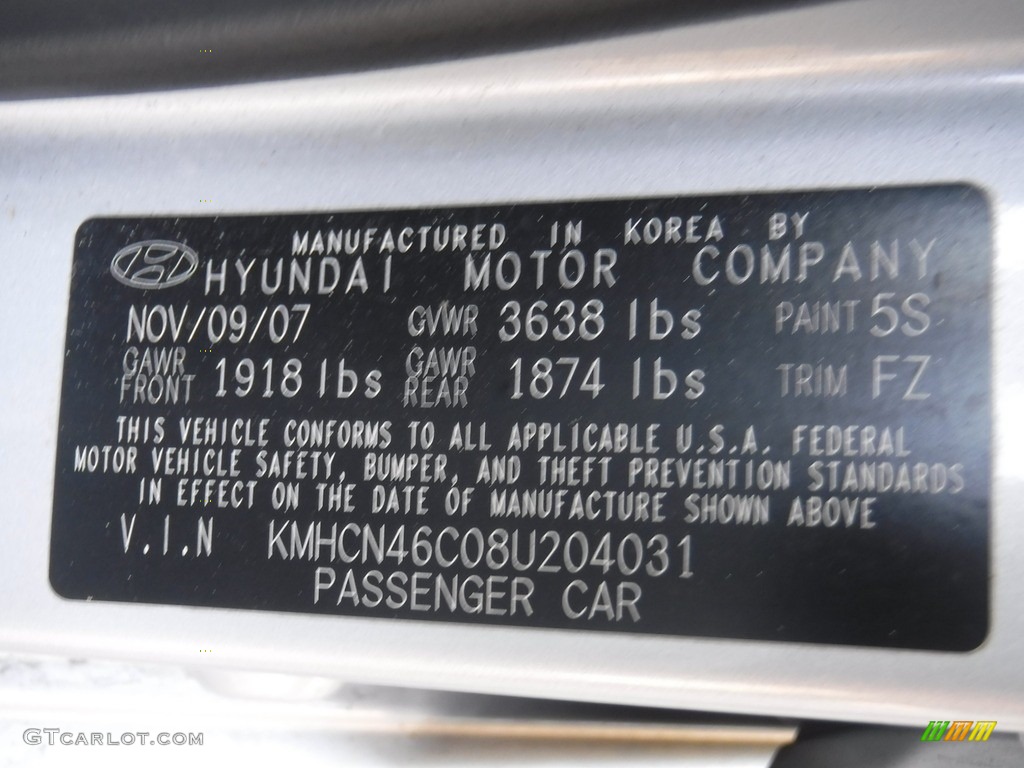 MANUFACTURED IN KOREA BY
HYUNDAI MOTOR COMPANY
NOV/09/07 GVWR 3638 lbs PAINT 5S
GAWR FRONT 1918 lbs GAWR REAR 1874 lbs TRIM FZ
THIS VEHICLE CONFORMS TO ALL APPLICABLE U.S.A. FEDERAL
MOTOR VEHICLE SAFETY, BUMPER, AND THEFT PREVENTION STANDARDS
IN EFFECT ON THE DATE OF MANUFACTURE SHOWN ABOVE
V.I.N KMHCN46C08U204031
PASSENGER CAR
GTCARLOT.COM